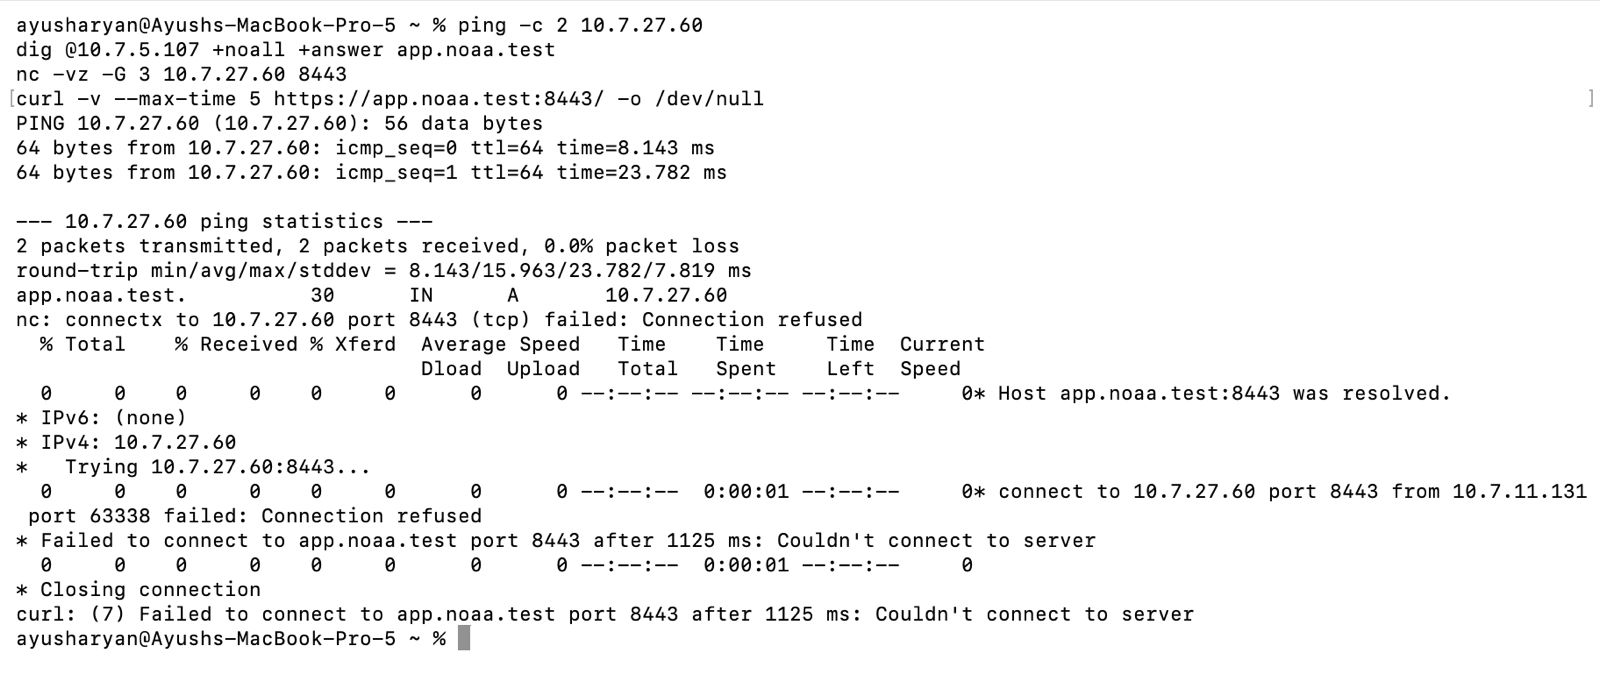 ayusharyan@Ayushs-MacBook-Pro-5 ~ % ping -c 2 10.7.27.60
dig @10.7.5.107 +noall +answer app.noaa.test
nc -vz -G 3 10.7.27.60 8443
[curl -v --max-time 5 https://app.noaa.test:8443/ -o /dev/null ]
PING 10.7.27.60 (10.7.27.60): 56 data bytes
64 bytes from 10.7.27.60: icmp_seq=0 ttl=64 time=8.143 ms
64 bytes from 10.7.27.60: icmp_seq=1 ttl=64 time=23.782 ms
--- 10.7.27.60 ping statistics ---
2 packets transmitted, 2 packets received, 0.0% packet loss
round-trip min/avg/max/stddev = 8.143/15.963/23.782/7.819 ms
app.noaa.test. 30 IN A 10.7.27.60
nc: connectx to 10.7.27.60 port 8443 (tcp) failed: Connection refused
% Total % Received % Xferd Average Speed Time Time Time Current
Dload Upload Total Spent Left Speed
0 0 0 0 0 0 0 0 --:--:-- --:--:-- --:--:-- 0* Host app.noaa.test:8443 was resolved.
* IPv6: (none)
* IPv4: 10.7.27.60
* Trying 10.7.27.60:8443...
0 0 0 0 0 0 0 0 --:--:-- 0:00:01 --:--:-- 0* connect to 10.7.27.60 port 8443 from 10.7.11.131
port 63338 failed: Connection refused
* Failed to connect to app.noaa.test port 8443 after 1125 ms: Couldn't connect to server
0 0 0 0 0 0 0 0 --:--:-- 0:00:01 --:--:-- 0
* Closing connection
curl: (7) Failed to connect to app.noaa.test port 8443 after 1125 ms: Couldn't connect to server
ayusharyan@Ayushs-MacBook-Pro-5 ~ %